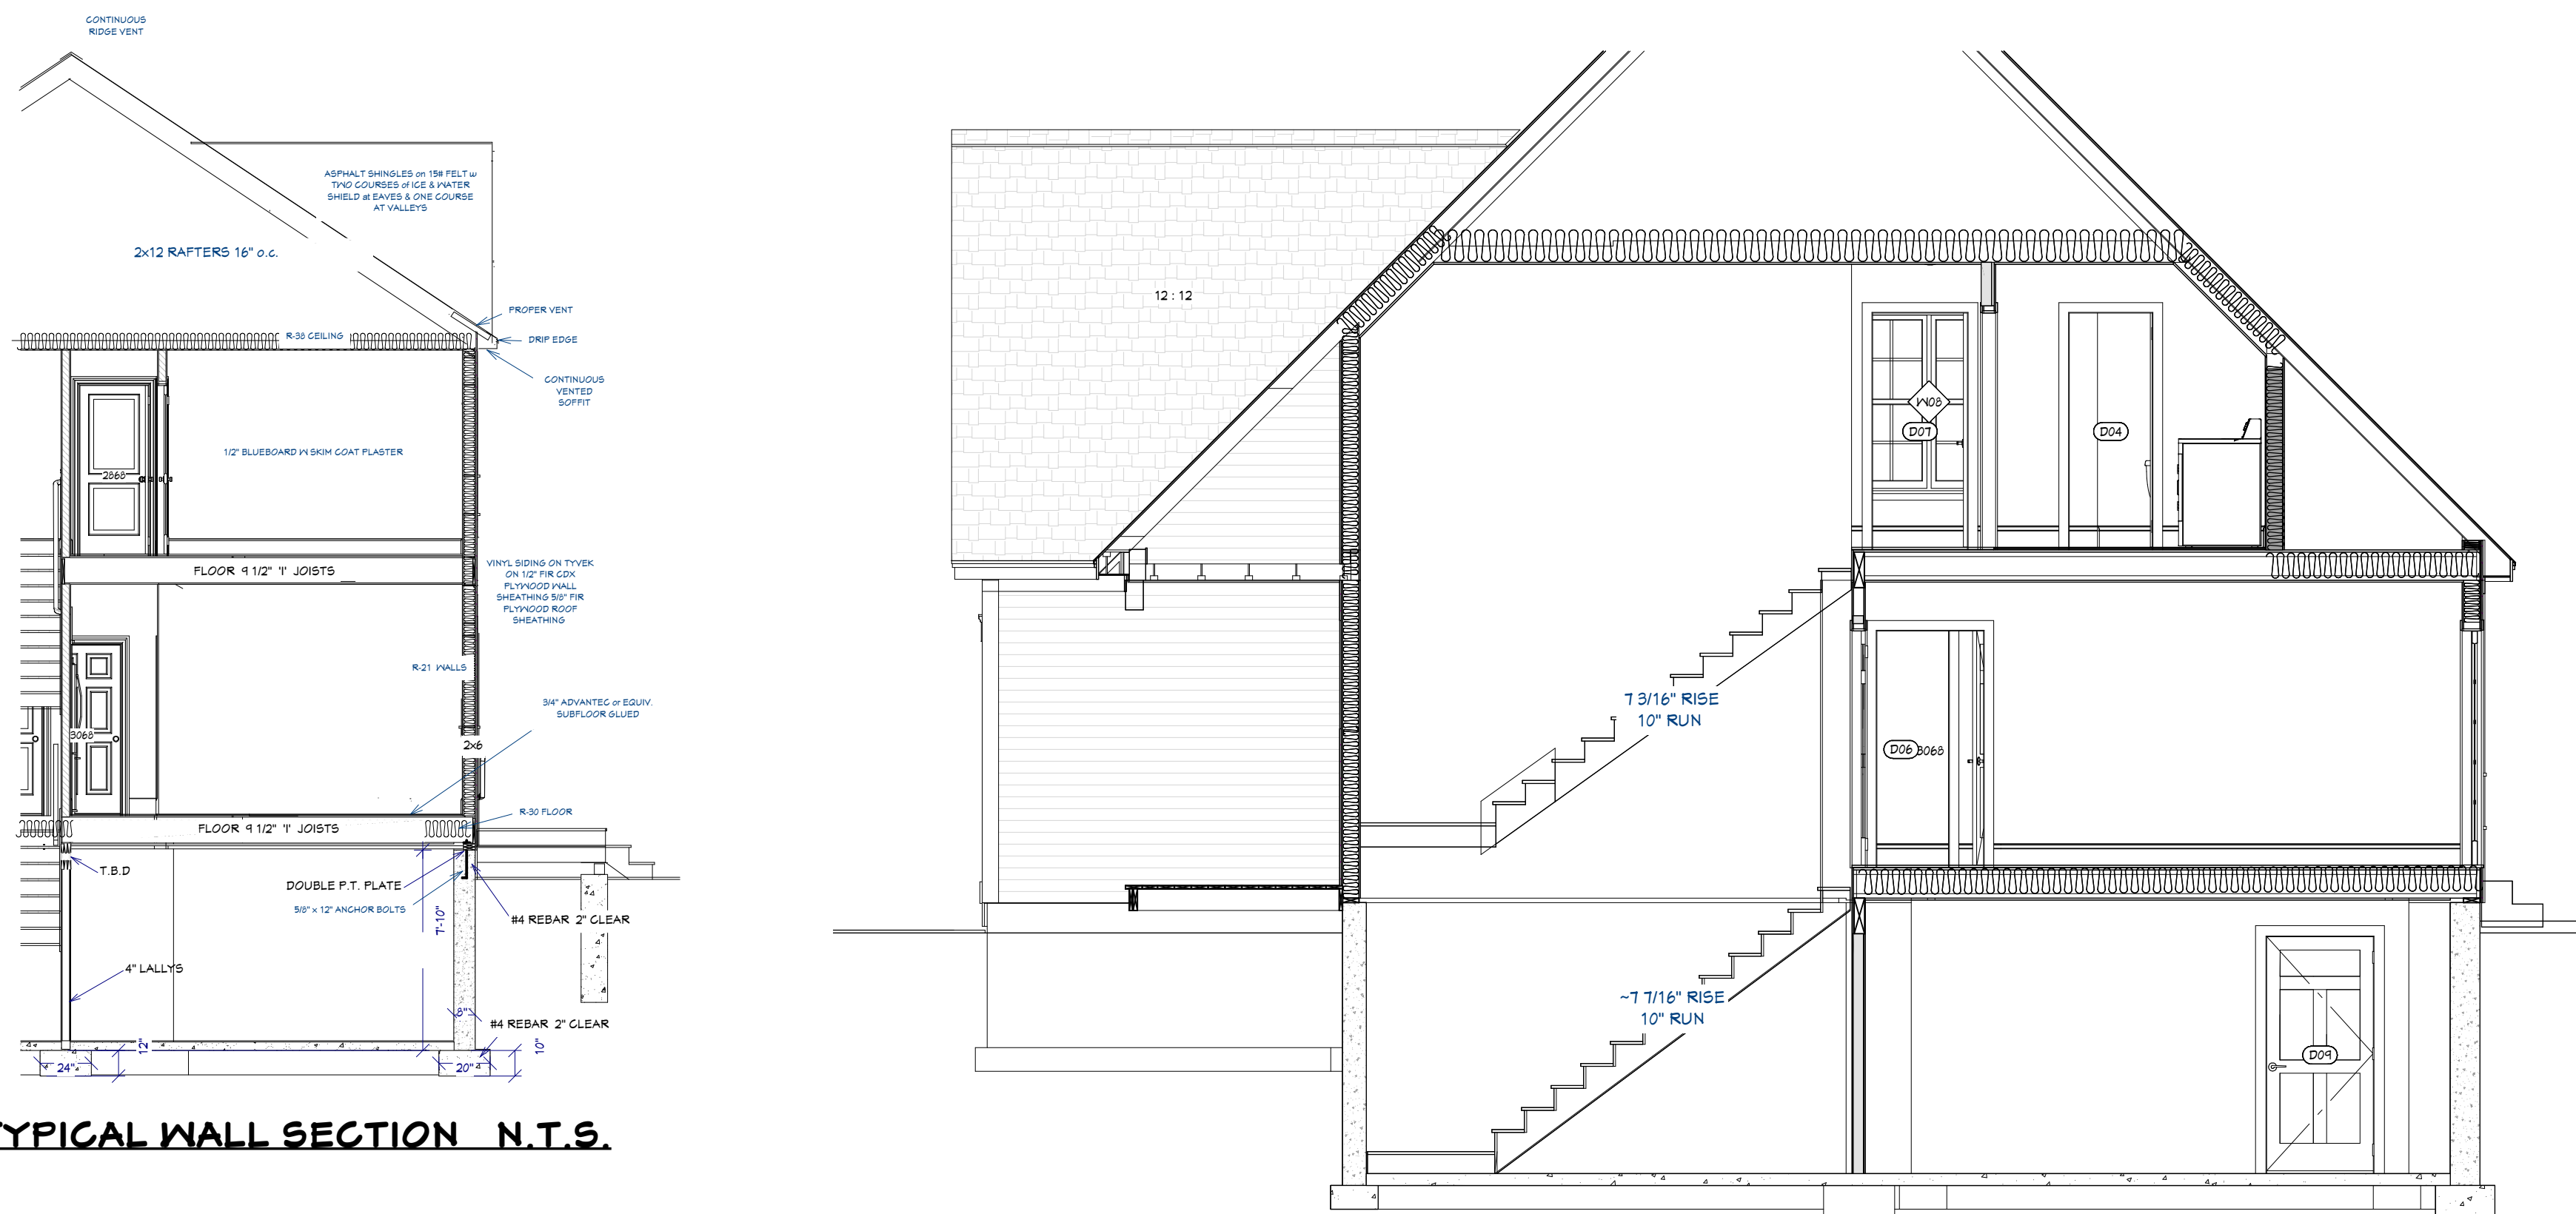 CONTINUOUS
RIDGE VENT
ASPHALT SHINGLES on 15# FELT w
TWO COURSES of ICE & WATER
SHIELD at EAVES & ONE COURSE
AT VALLEYS
2x12 RAFTERS 16" o.c.
PROPER VENT
R-38 CEILING
DRIP EDGE
CONTINUOUS
VENTED
SOFFIT
1/2" BLUEBOARD W SKIM COAT PLASTER
2868
FLOOR 9 1/2" 'I' JOISTS
VINYL SIDING ON TYVEK
ON 1/2" FIR CDX
PLYWOOD WALL
SHEATHING 5/8" FIR
PLYWOOD ROOF
SHEATHING
R-21 WALLS
3/4" ADVANTEC or EQUIV.
SUBFLOOR GLUED
3068
2x6
R-30 FLOOR
FLOOR 9 1/2" 'I' JOISTS
T.B.D
DOUBLE P.T. PLATE
5/8" x 12" ANCHOR BOLTS
7'-10"
#4 REBAR 2" CLEAR
4" LALLYS
8"
#4 REBAR 2" CLEAR
12"
10"
24"
20"
TYPICAL WALL SECTION N.T.S.
12 : 12
W08
D07
D04
7 3/16" RISE
10" RUN
D06
3068
~7 7/16" RISE
10" RUN
D09